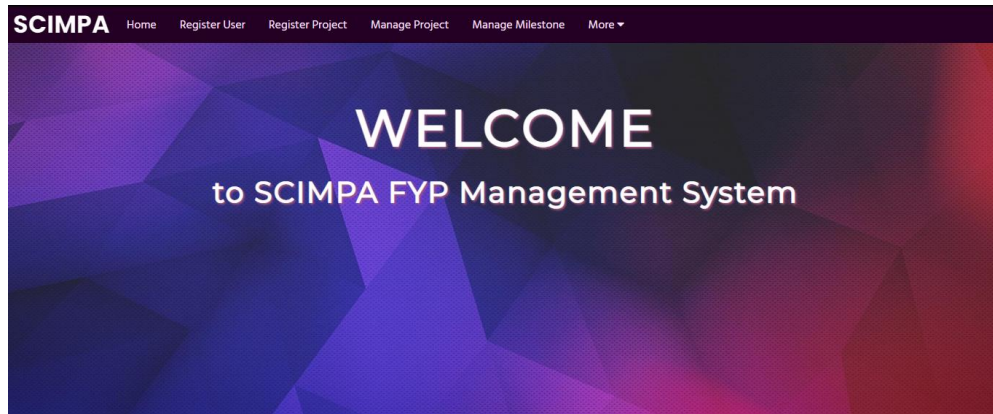 SCIMPA Home Register User Register Project Manage Project Manage Milestone More
WELCOME
to SCIMPA FYP Management System